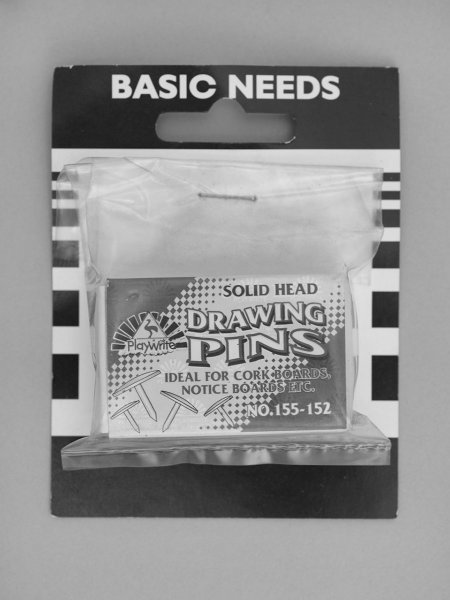 BASIC NEEDS
SOLID HEAD
DRAWING
PINS
PlayWrite
IDEAL FOR CORK BOARDS,
NOTICE BOARDS ETC.
NO.155-152